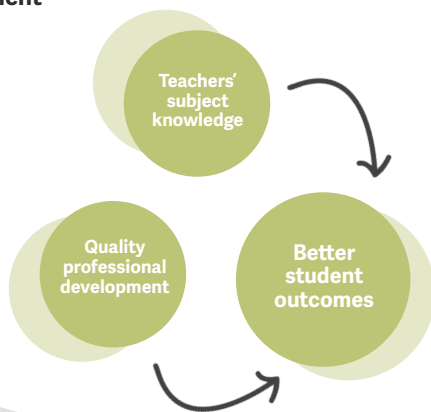 Teachers'
subject
knowledge
Quality
professional
development
Better
student
outcomes